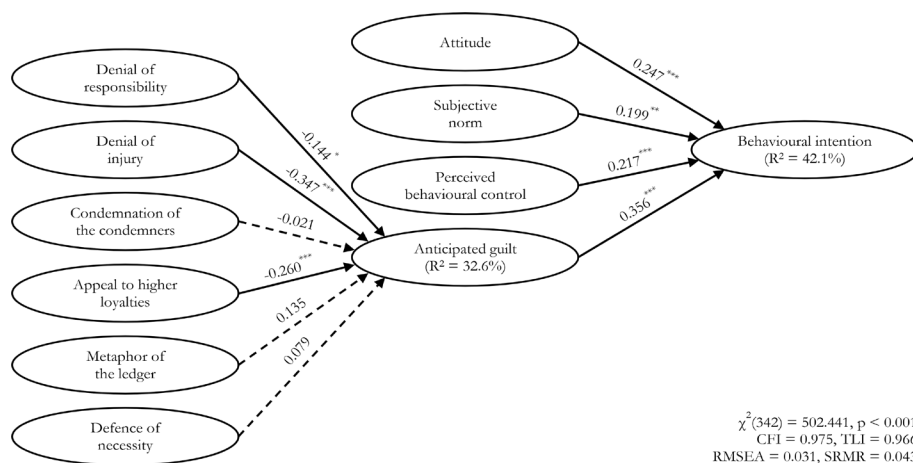 Attitude
Denial of
responsibility
0.247***
Subjective
norm
0.199**
Behavioural intention
(R² = 42.1%)
Denial of
injury
-0.144*
-0.347***
Perceived
behavioural control
0.217***
0.356***
Condemnation of
the condemners
-0.021
Anticipated guilt
(R² = 32.6%)
Appeal to higher
loyalties
-0.260***
0.135
Metaphor of
the ledger
0.079
Defence of
necessity
χ²(342) = 502.441, p < 0.001
CFI = 0.975, TLI = 0.966
RMSEA = 0.031, SRMR = 0.043